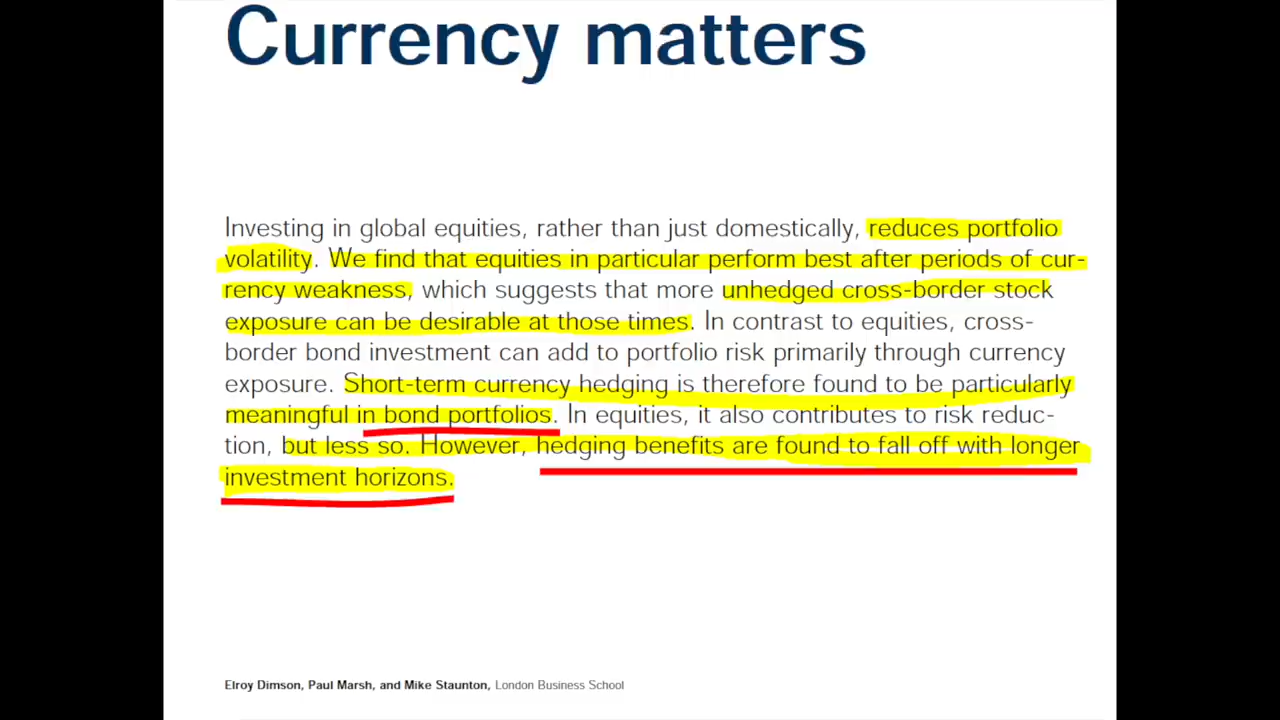 Currency matters
Investing in global equities, rather than just domestically, reduces portfolio
volatility. We find that equities in particular perform best after periods of cur-
rency weakness, which suggests that more unhedged cross-border stock
exposure can be desirable at those times. In contrast to equities, cross-
border bond investment can add to portfolio risk primarily through currency
exposure. Short-term currency hedging is therefore found to be particularly
meaningful in bond portfolios. In equities, it also contributes to risk reduc-
tion, but less so. However, hedging benefits are found to fall off with longer
investment horizons.
Elroy Dimson, Paul Marsh, and Mike Staunton, London Business School